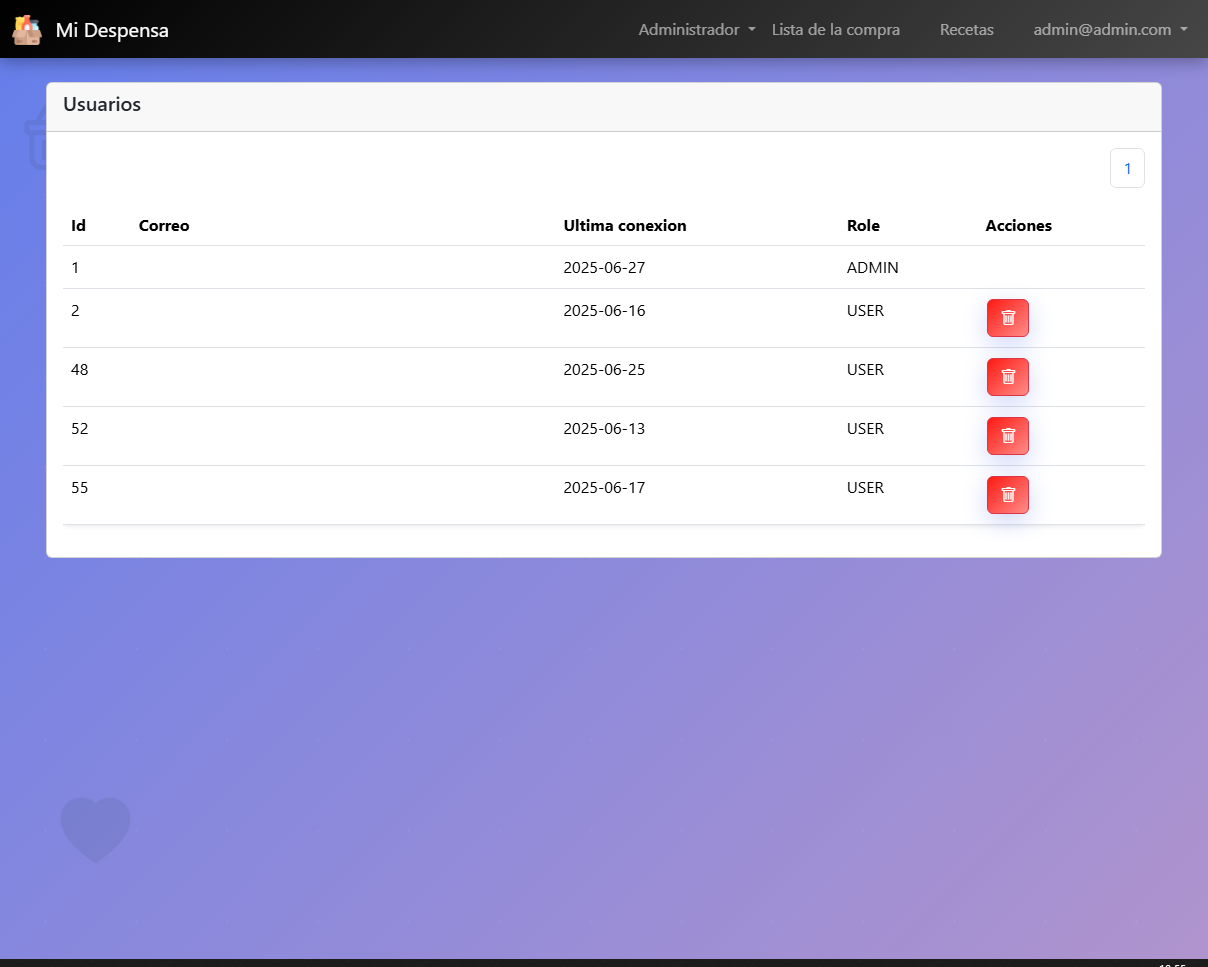 Mi Despensa Administrador Lista de la compra Recetas admin@admin.com
Usuarios
1
Id Correo Ultima conexion Role Acciones
1 2025-06-27 ADMIN
2 2025-06-16 USER
48 2025-06-25 USER
52 2025-06-13 USER
55 2025-06-17 USER